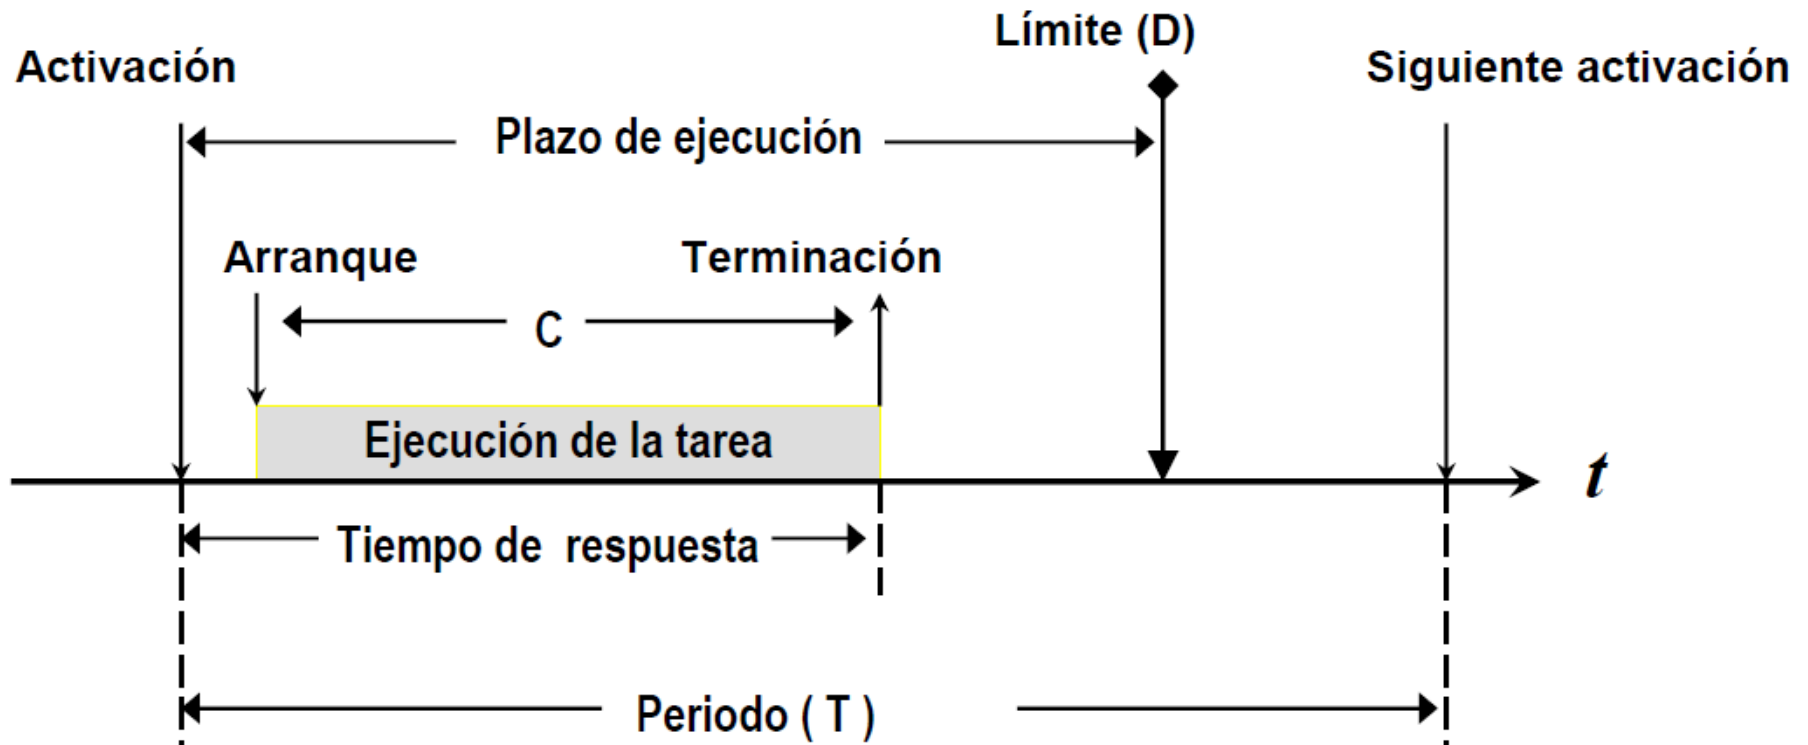 Límite (D)
Activación
Siguiente activación
Plazo de ejecución
Arranque
Terminación
C
Ejecución de la tarea
t
Tiempo de respuesta
Periodo ( T )